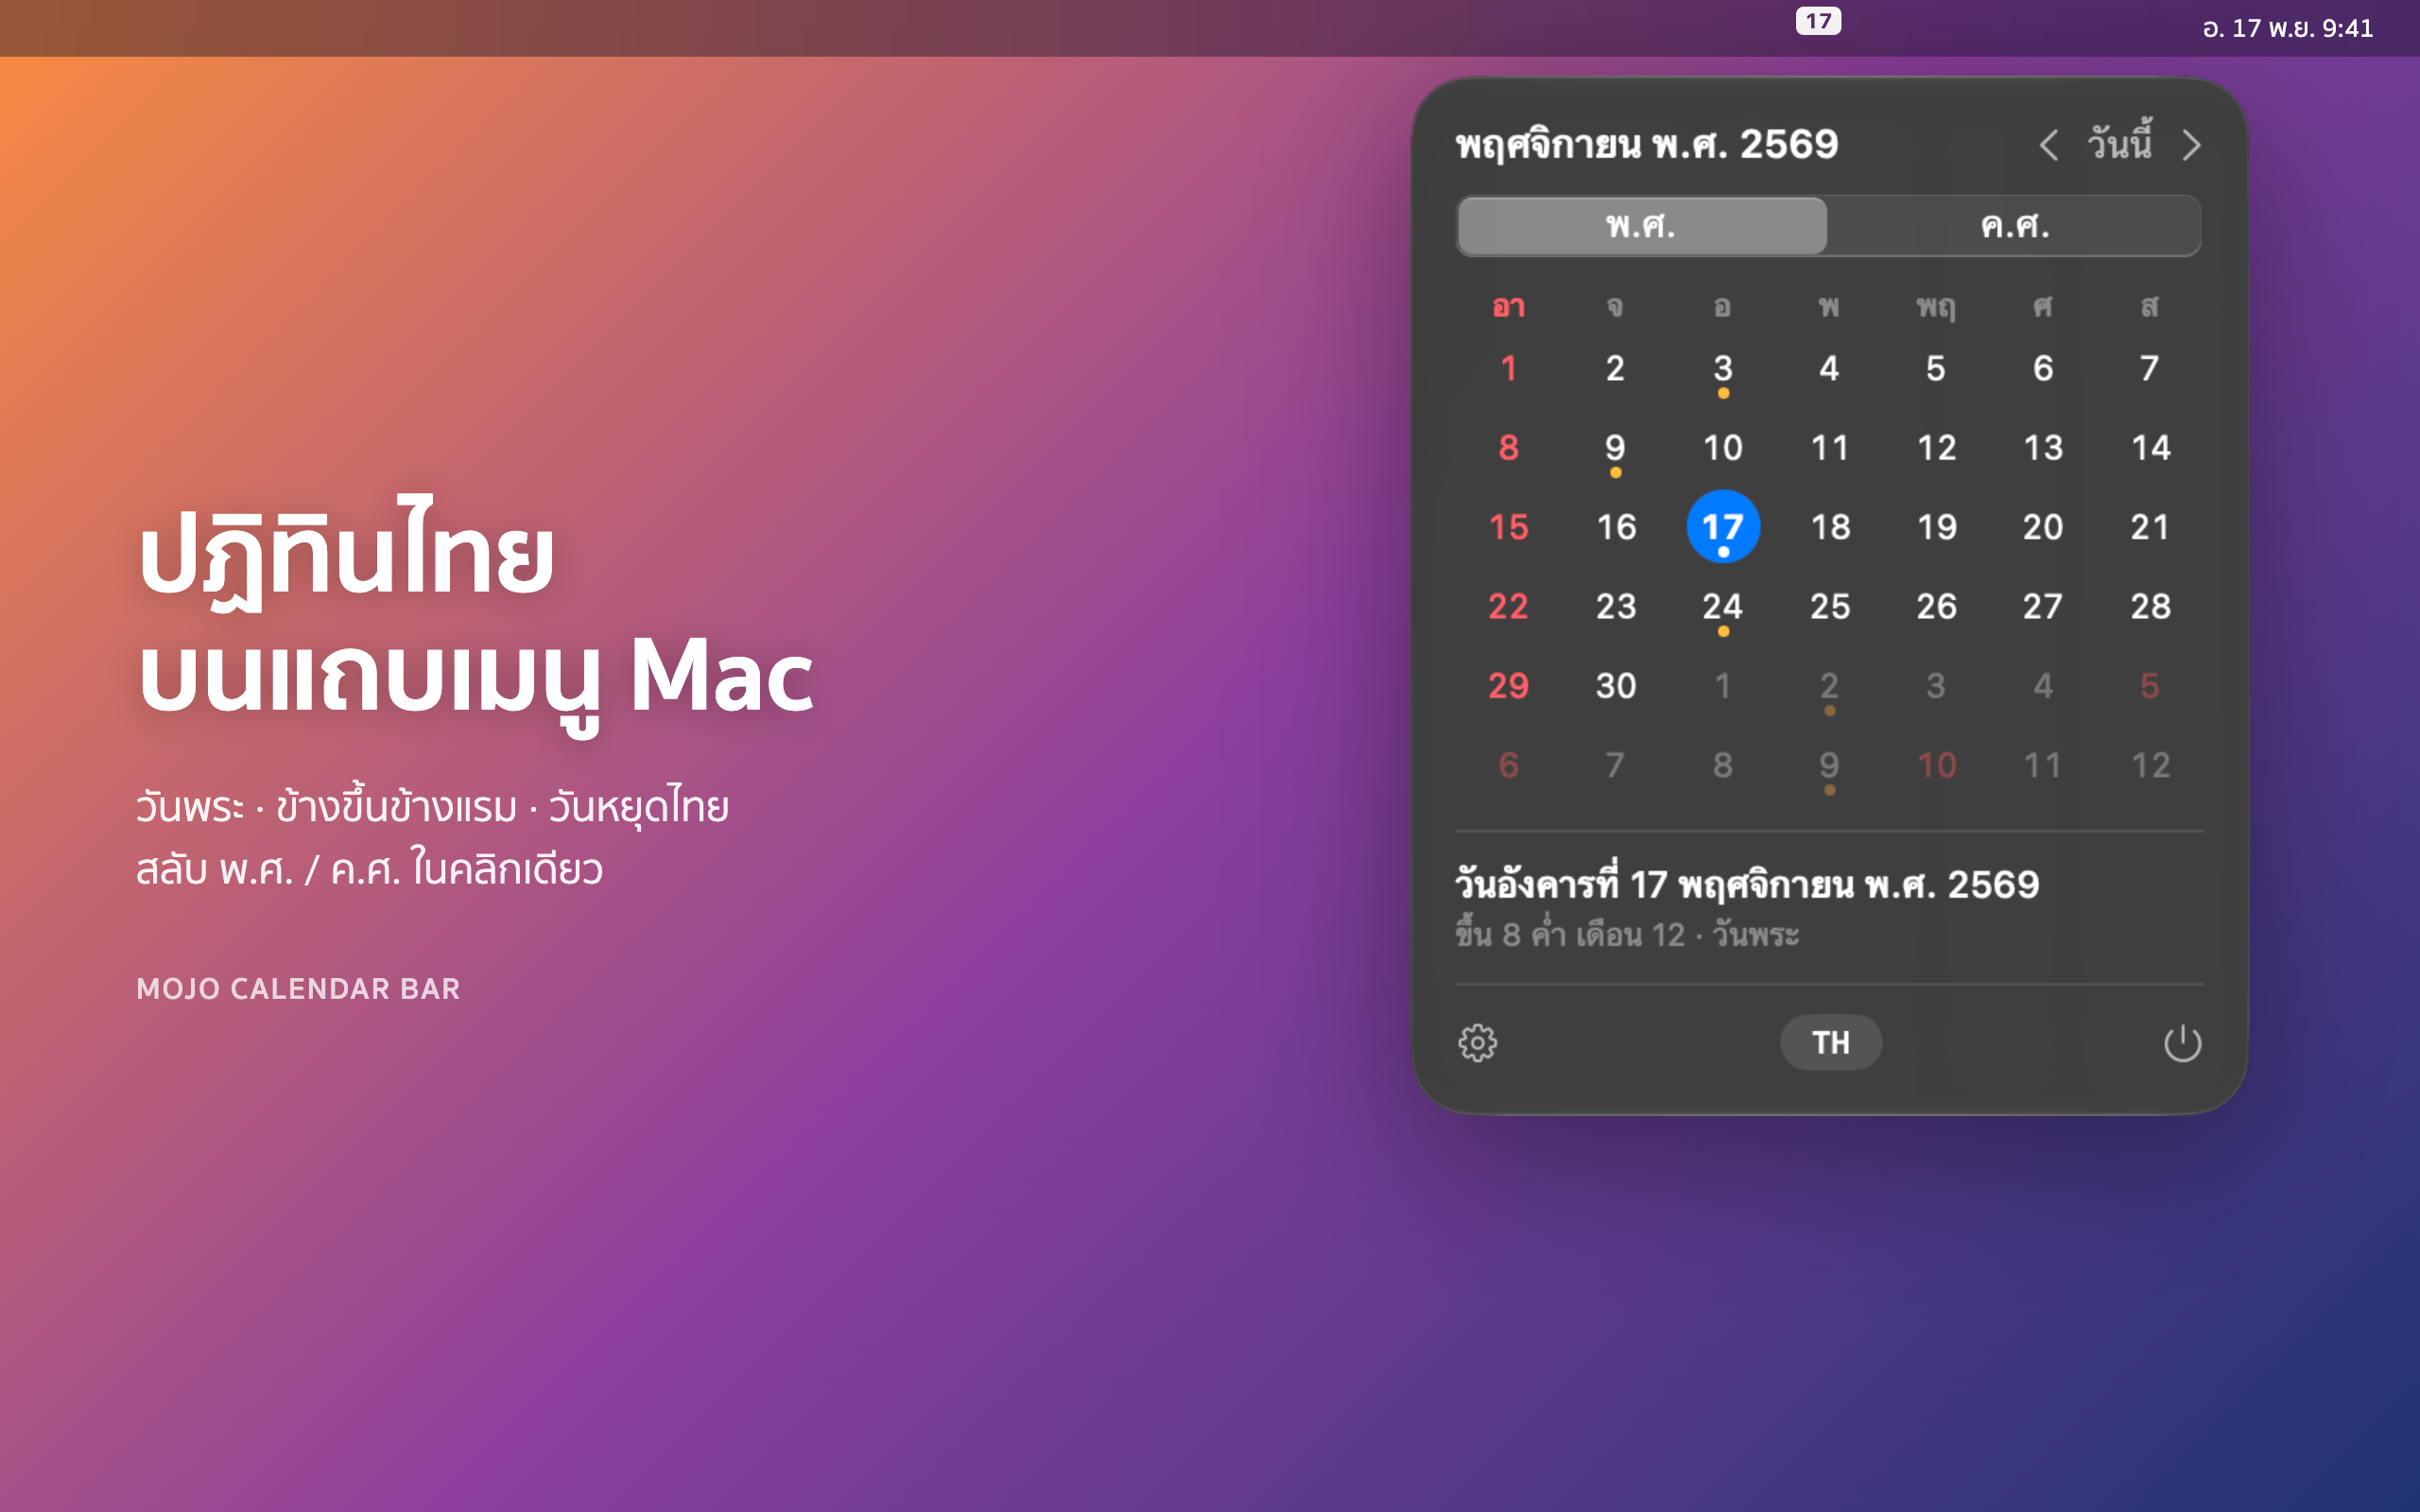 17
อ. 17 พ.ย. 9:41
ปฏิทินไทย
บนแถบเมนู Mac
วันพระ · ข้างขึ้นข้างแรม · วันหยุดไทย
สลับ พ.ศ. / ค.ศ. ในคลิกเดียว
MOJO CALENDAR BAR
พฤศจิกายน พ.ศ. 2569
วันนี้
พ.ศ. ค.ศ.
อา จ อ พ พฤ ศ ส
1 2 3 4 5 6 7
8 9 10 11 12 13 14
15 16 17 18 19 20 21
22 23 24 25 26 27 28
29 30 1 2 3 4 5
6 7 8 9 10 11 12
วันอังคารที่ 17 พฤศจิกายน พ.ศ. 2569
ขึ้น 8 ค่ำ เดือน 12 · วันพระ
TH